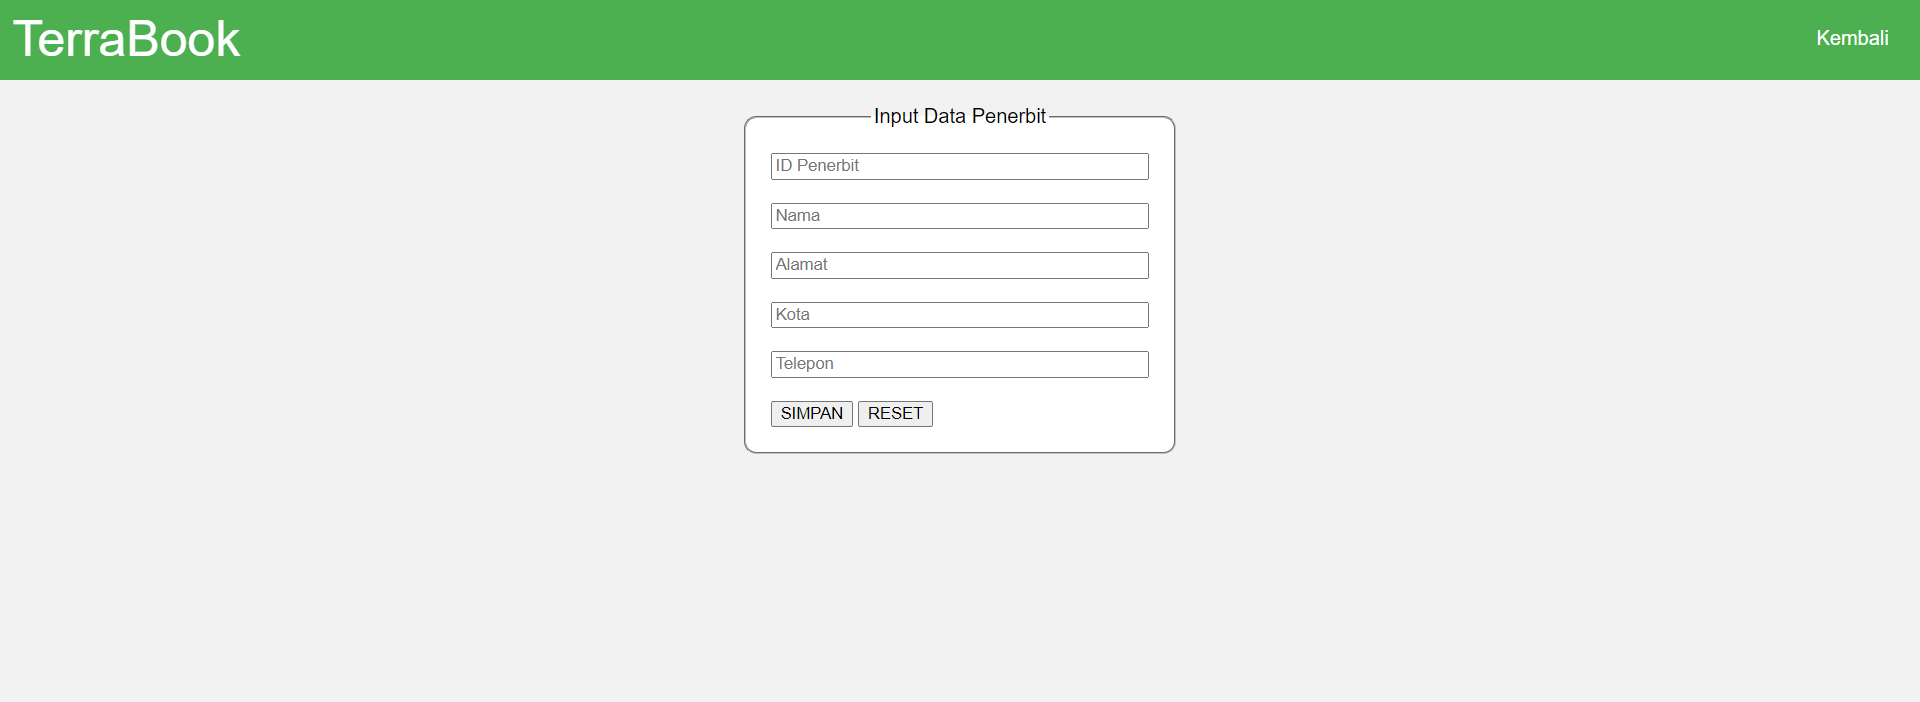 TerraBook
Kembali
Input Data Penerbit
ID Penerbit
Nama
Alamat
Kota
Telepon
SIMPAN RESET